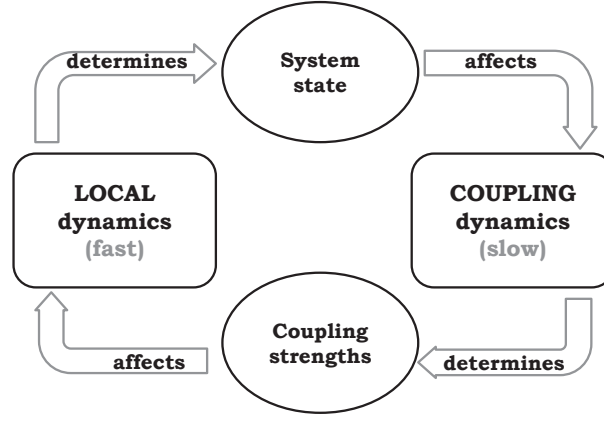 determines
System
state
affects
LOCAL
dynamics
(fast)
COUPLING
dynamics
(slow)
affects
Coupling
strengths
determines